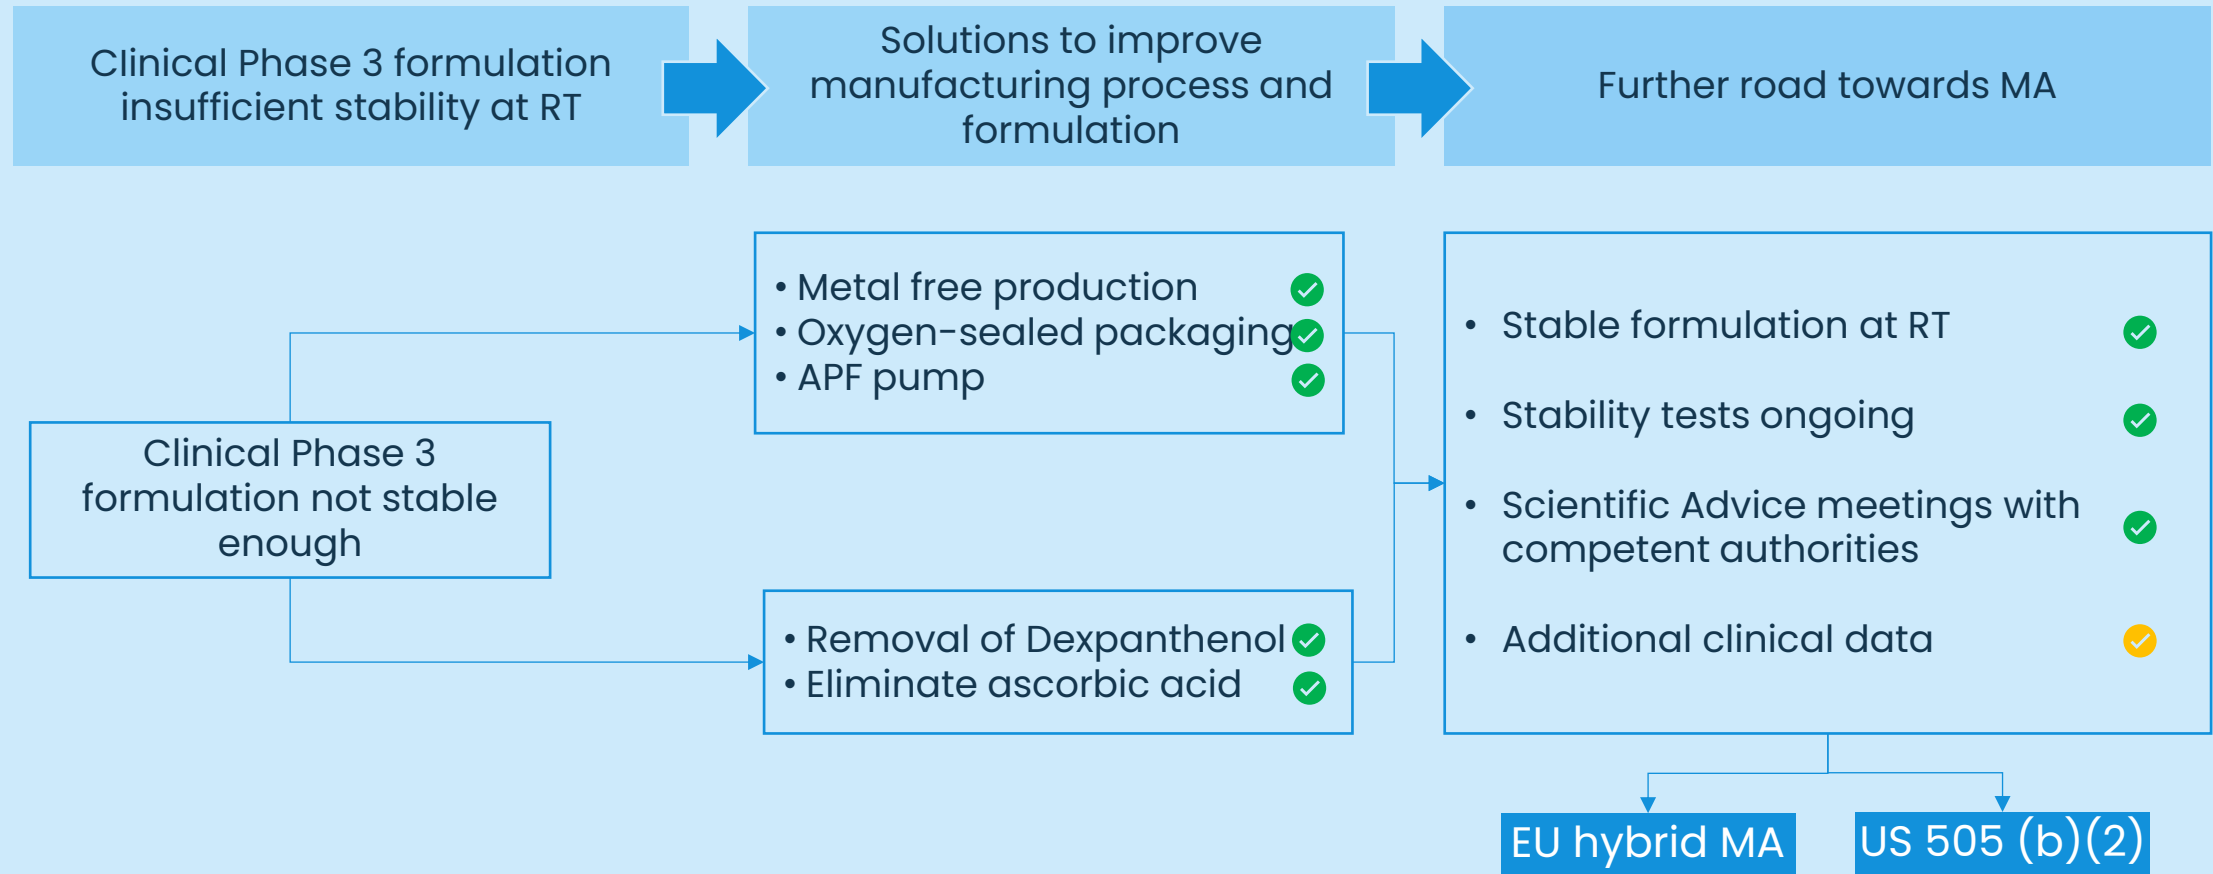 Clinical Phase 3 formulation
insufficient stability at RT
Solutions to improve
manufacturing process and
formulation
Further road towards MA
Clinical Phase 3
formulation not stable
enough
• Metal free production
• Oxygen-sealed packaging
• APF pump
• Removal of Dexpanthenol
• Eliminate ascorbic acid
• Stable formulation at RT
• Stability tests ongoing
• Scientific Advice meetings with
competent authorities
• Additional clinical data
EU hybrid MA
US 505 (b)(2)